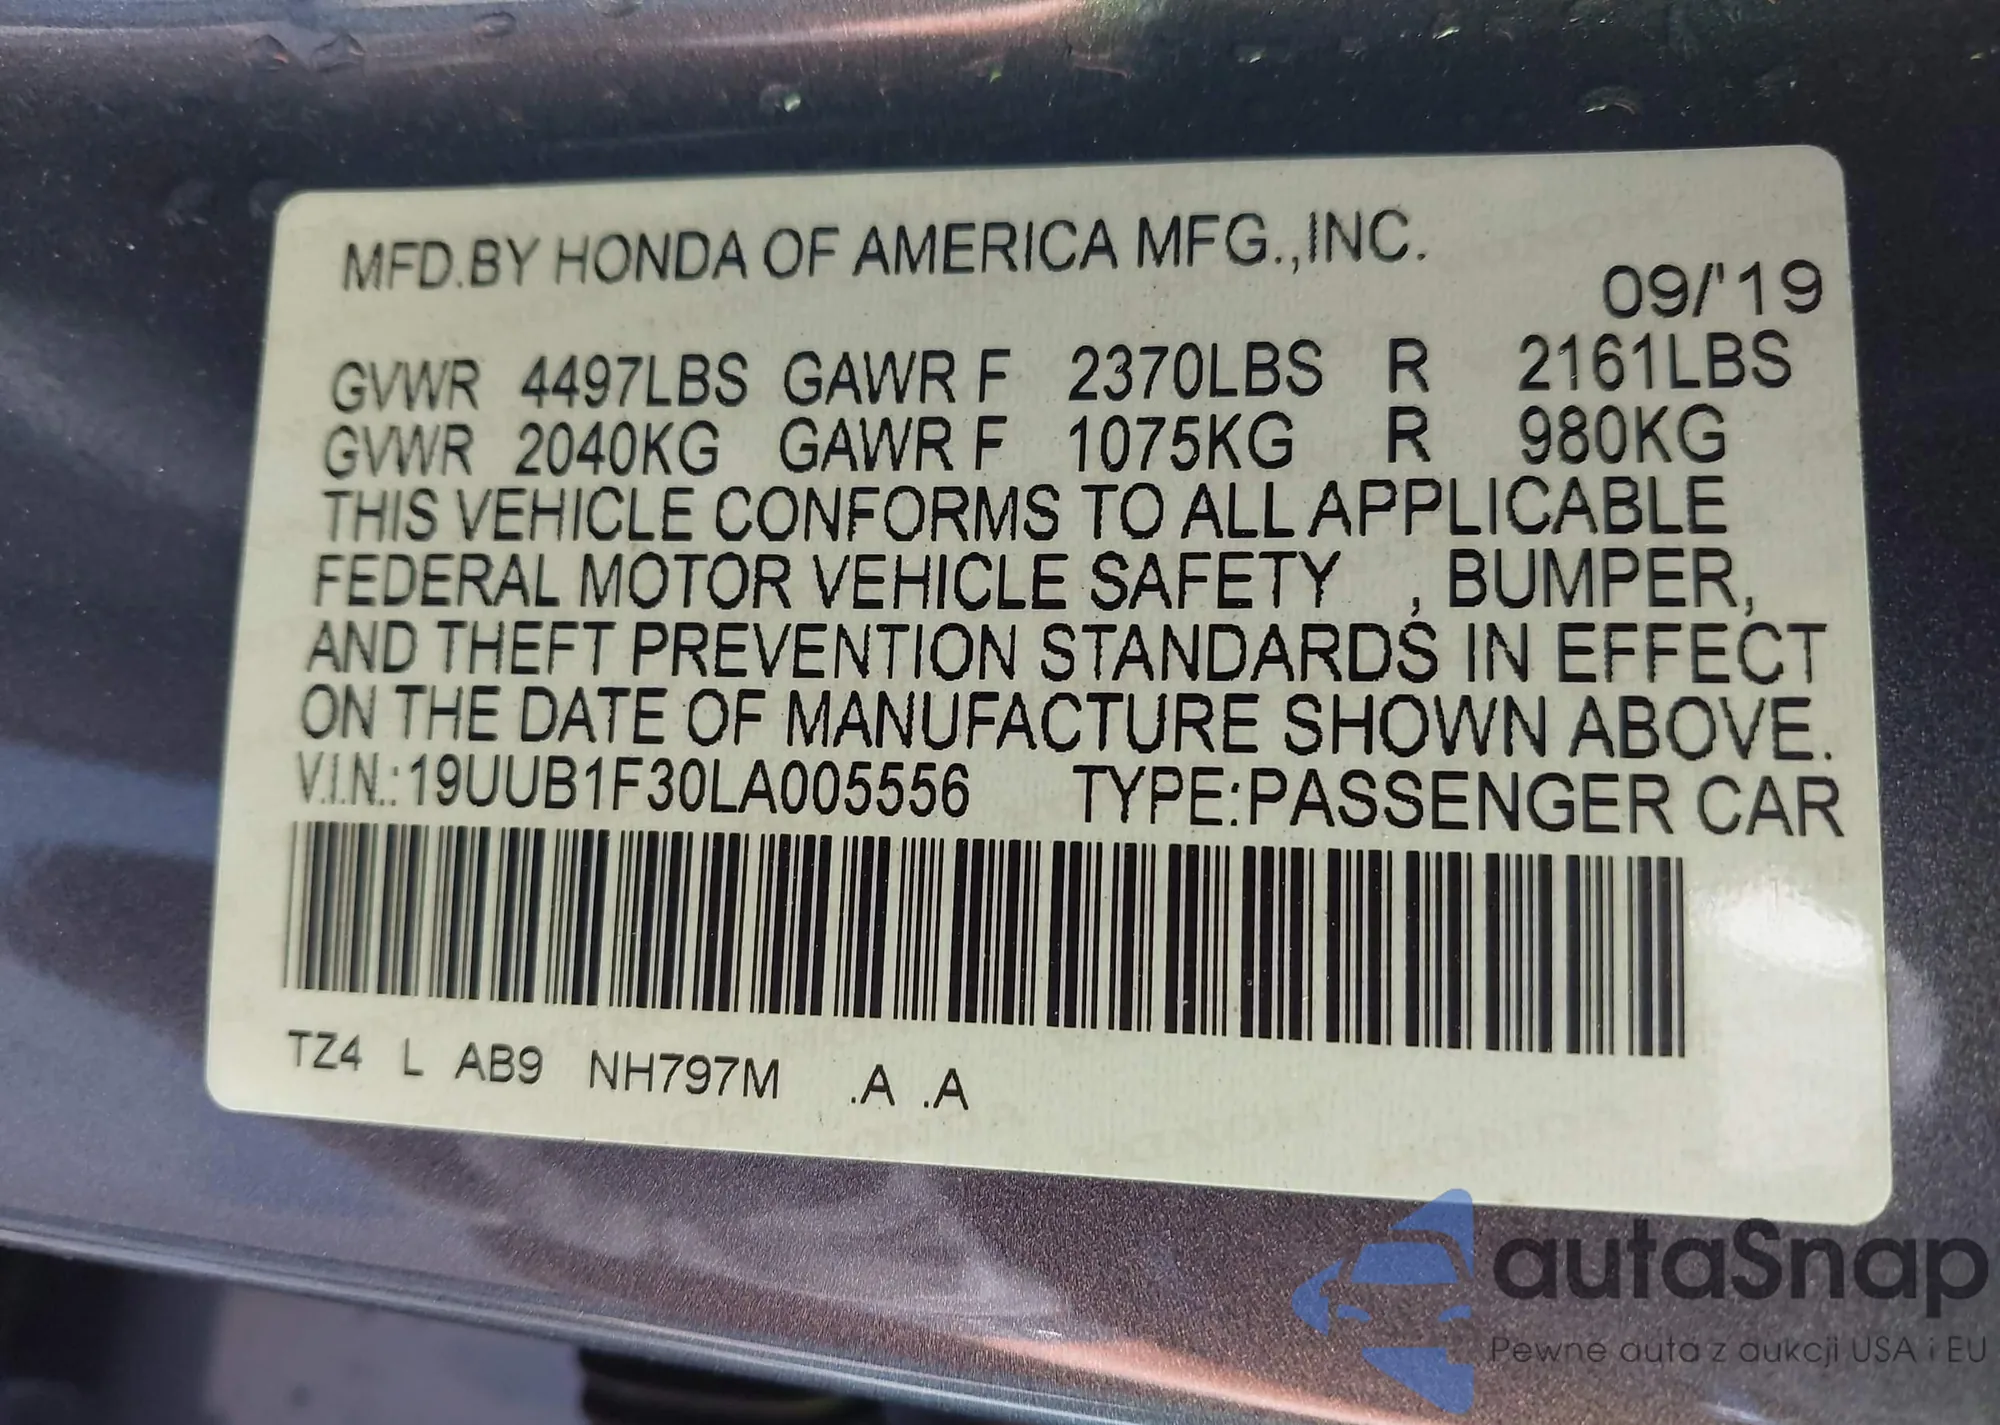 MFD.BY HONDA OF AMERICA MFG.,INC.
09/'19
GVWR 4497LBS GAWR F 2370LBS R 2161LBS
GVWR 2040KG GAWR F 1075KG R 980KG
THIS VEHICLE CONFORMS TO ALL APPLICABLE
FEDERAL MOTOR VEHICLE SAFETY , BUMPER,
AND THEFT PREVENTION STANDARDS IN EFFECT
ON THE DATE OF MANUFACTURE SHOWN ABOVE.
V.I.N.:19UUB1F30LA005556 TYPE:PASSENGER CAR
TZ4 L AB9 NH797M .A .A
autaSnap
Pewne auta z aukcji USA i EU